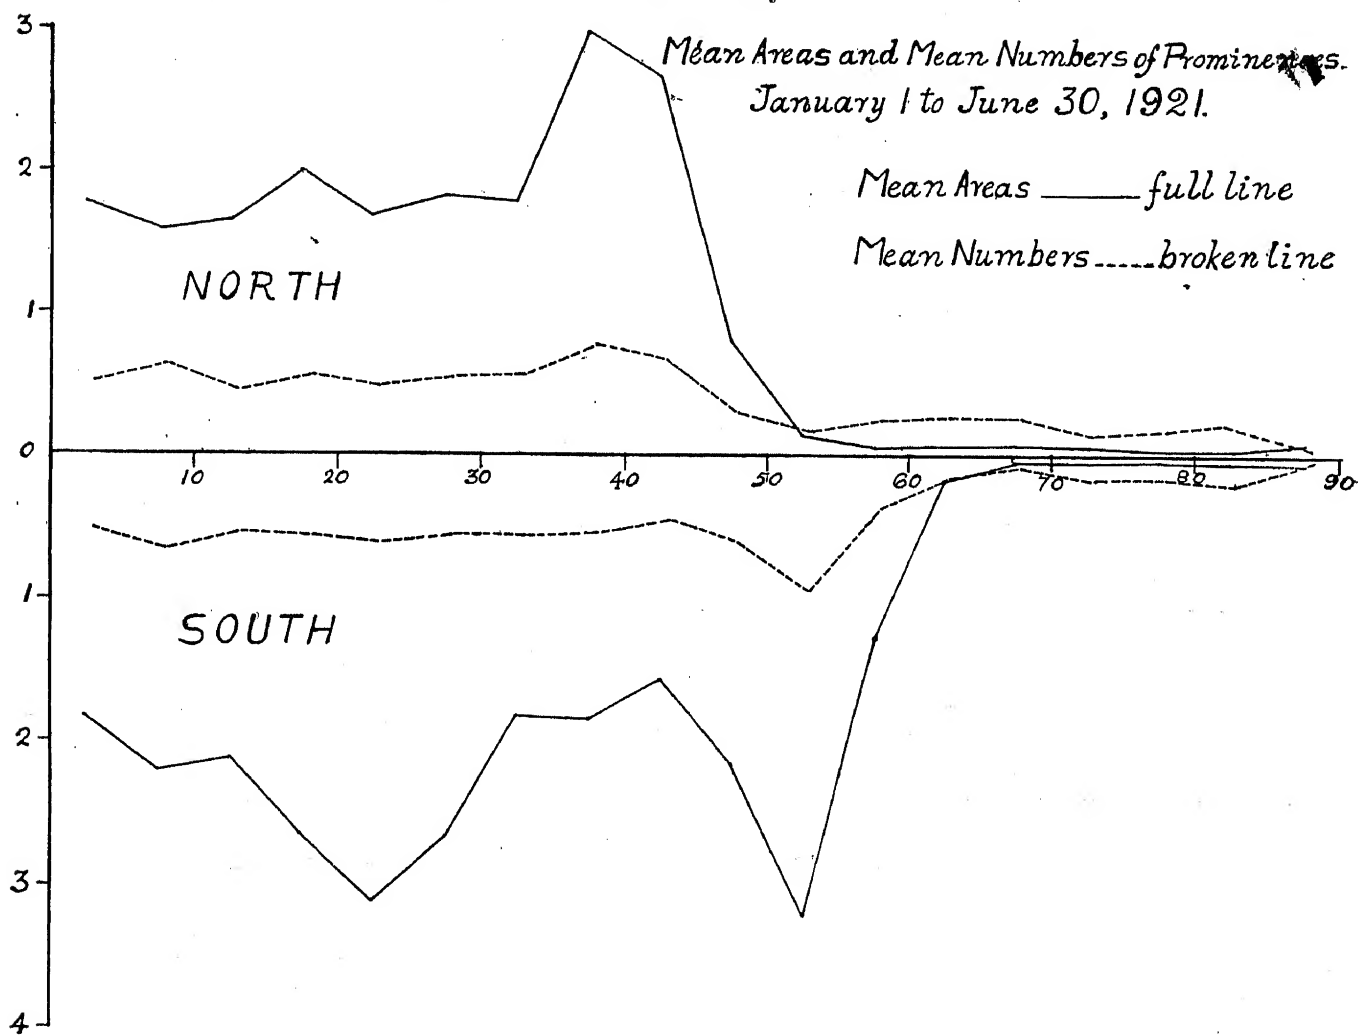 Mean Areas and Mean Numbers of Prominences.
January 1 to June 30, 1921.
Mean Areas ——— full line
Mean Numbers ----- broken line
3
2
NORTH
1
0
10 20 30 40 50 60 70 80 90
1
SOUTH
2
3
4